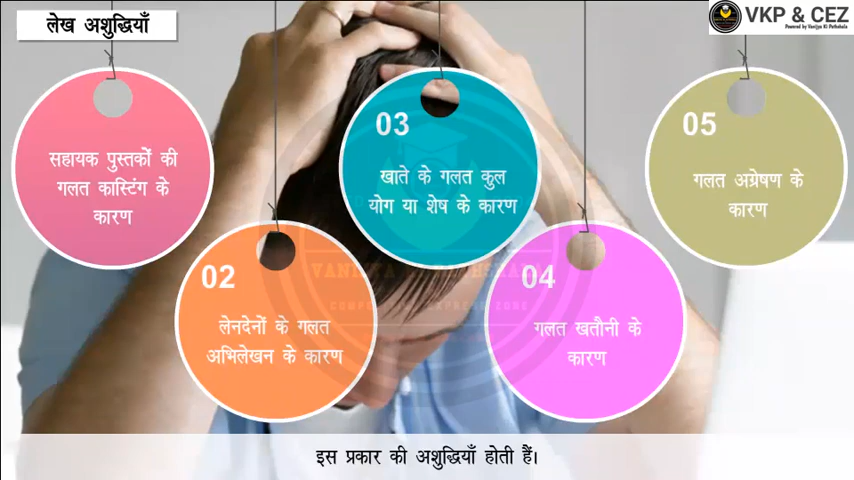 लेख अशुद्धियाँ
VKP & CEZ
Powered by Vanijya Ki Pathshala
सहायक पुस्तकों की
गलत कास्टिंग के
कारण
02
लेनदेनों के गलत
अभिलेखन के कारण
03
खाते के गलत कुल
योग या शेष के कारण
04
गलत खतौनी के
कारण
05
गलत अग्रेषण के
कारण
इस प्रकार की अशुद्धियाँ होती हैं।